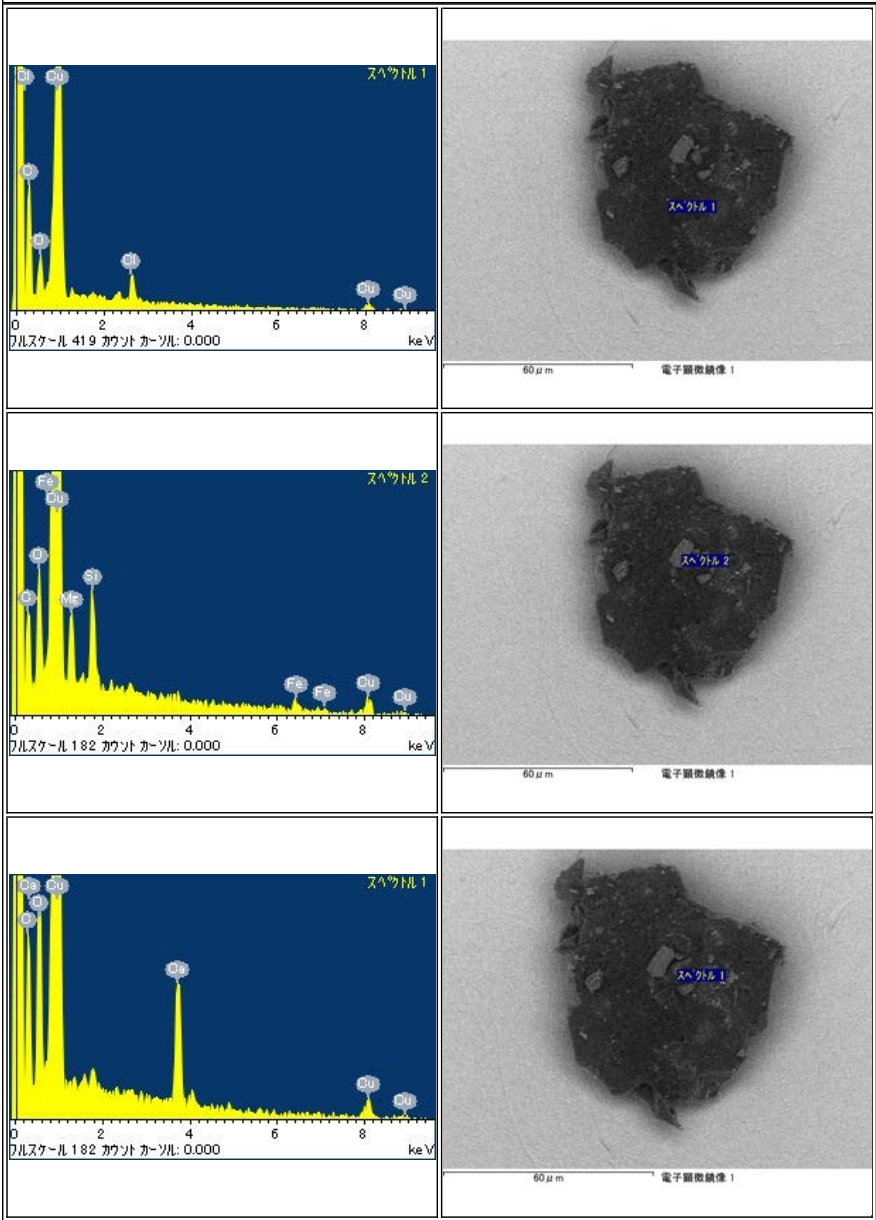 スペクトル 1
Cl Cu
C
O
Cl
Cu Cu
0 2 4 6 8
フルスケール 419 カウント カーソル: 0.000 keV
スペクトル 1
60μm 電子顕微鏡像 1
スペクトル 2
Fe
Cu
O
C Mg Si
Fe Fe Cu Cu
0 2 4 6 8
フルスケール 182 カウント カーソル: 0.000 keV
スペクトル 2
60μm 電子顕微鏡像 1
スペクトル 1
Ca Cu
O
C
Ca
Cu Cu
0 2 4 6 8
フルスケール 182 カウント カーソル: 0.000 keV
スペクトル 1
60μm 電子顕微鏡像 1